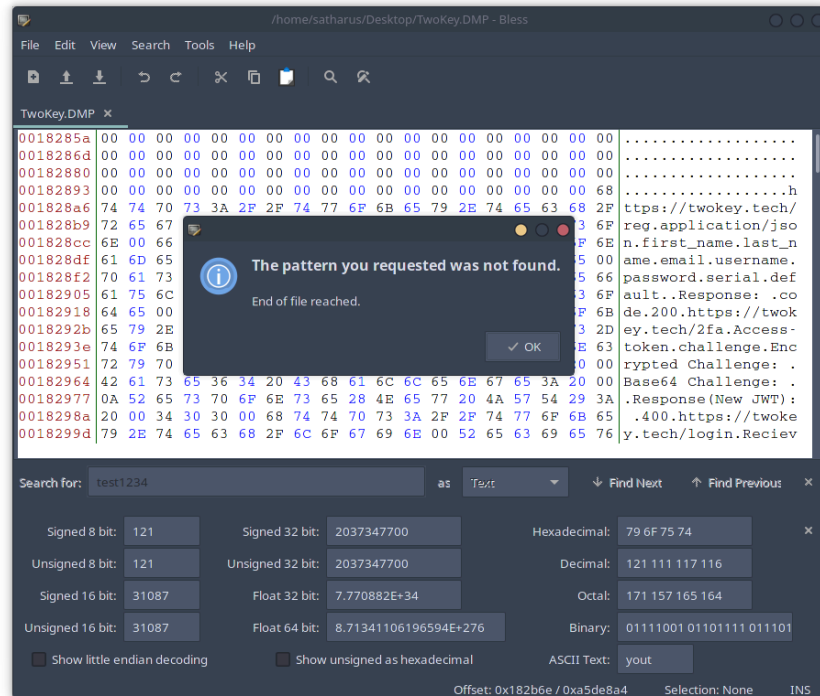 /home/satharus/Desktop/TwoKey.DMP - Bless
File Edit View Search Tools Help
TwoKey.DMP ×
0018285a 00 00 00 00 00 00 00 00 00 00 00 00 00 00 00 00 00 00 00 ...................
0018286d 00 00 00 00 00 00 00 00 00 00 00 00 00 00 00 00 00 00 00 ...................
00182880 00 00 00 00 00 00 00 00 00 00 00 00 00 00 00 00 00 00 00 ...................
00182893 00 00 00 00 00 00 00 00 00 00 00 00 00 00 00 00 00 00 68 ..................h
001828a6 74 74 70 73 3A 2F 2F 74 77 6F 6B 65 79 2E 74 65 63 68 2F ttps://twokey.tech/
001828b9 72 65 67 6F reg.application/jso
001828cc 6E 00 66 6E n.first_name.last_n
001828df 61 6D 65 00 ame.email.username.
001828f2 70 61 73 66 password.serial.def
00182905 61 75 6C 6F ault..Response: .co
00182918 64 65 00 6B de.200.https://twok
0018292b 65 79 2E 2D ey.tech/2fa.Access-
0018293e 74 6F 6B 63 token.challenge.Enc
00182951 72 79 70 00 rypted Challenge: .
00182964 42 61 73 65 36 34 20 43 68 61 6C 6C 65 6E 67 65 3A 20 00 Base64 Challenge: .
00182977 0A 52 65 73 70 6F 6E 73 65 28 4E 65 77 20 4A 57 54 29 3A .Response(New JWT):
0018298a 20 00 34 30 30 00 68 74 74 70 73 3A 2F 2F 74 77 6F 6B 65 .400.https://twoke
0018299d 79 2E 74 65 63 68 2F 6C 6F 67 69 6E 00 52 65 63 69 65 76 y.tech/login.Reciev
The pattern you requested was not found.
End of file reached.
OK
Search for: test1234 as Text Find Next Find Previous ×
Signed 8 bit: 121 Signed 32 bit: 2037347700 Hexadecimal: 79 6F 75 74 ×
Unsigned 8 bit: 121 Unsigned 32 bit: 2037347700 Decimal: 121 111 117 116
Signed 16 bit: 31087 Float 32 bit: 7.770882E+34 Octal: 171 157 165 164
Unsigned 16 bit: 31087 Float 64 bit: 8.71341106196594E+276 Binary: 01111001 01101111 011101
Show little endian decoding Show unsigned as hexadecimal ASCII Text: yout
Offset: 0x182b6e / 0xa5de8a4 Selection: None INS